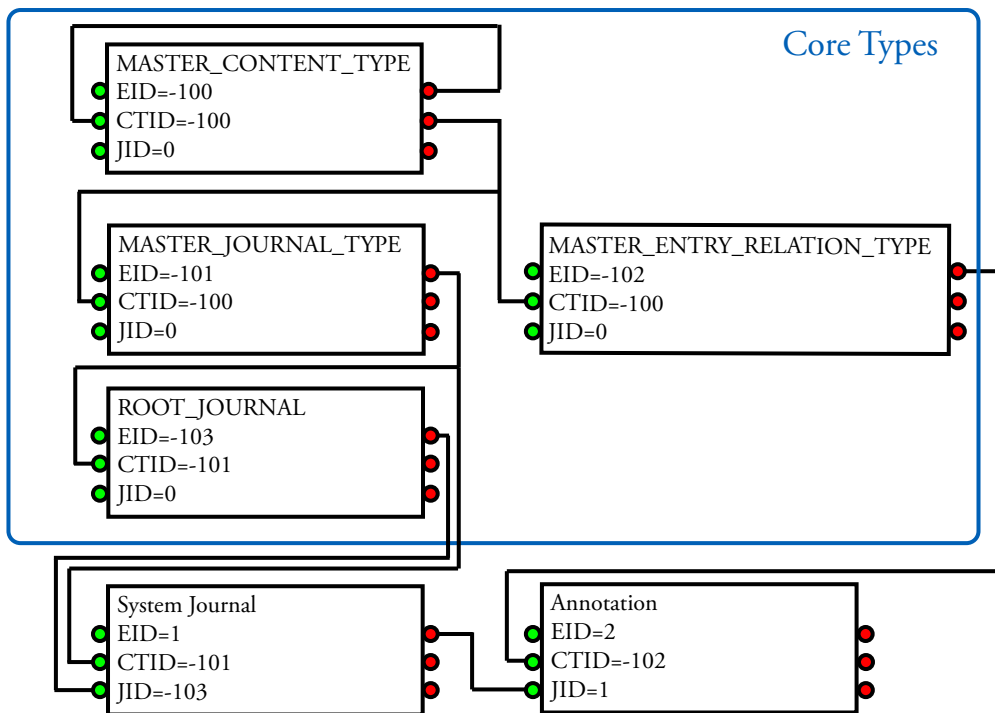 Core Types
MASTER_CONTENT_TYPE
EID=-100
CTID=-100
JID=0
MASTER_JOURNAL_TYPE
EID=-101
CTID=-100
JID=0
MASTER_ENTRY_RELATION_TYPE
EID=-102
CTID=-100
JID=0
ROOT_JOURNAL
EID=-103
CTID=-101
JID=0
System Journal
EID=1
CTID=-101
JID=-103
Annotation
EID=2
CTID=-102
JID=1